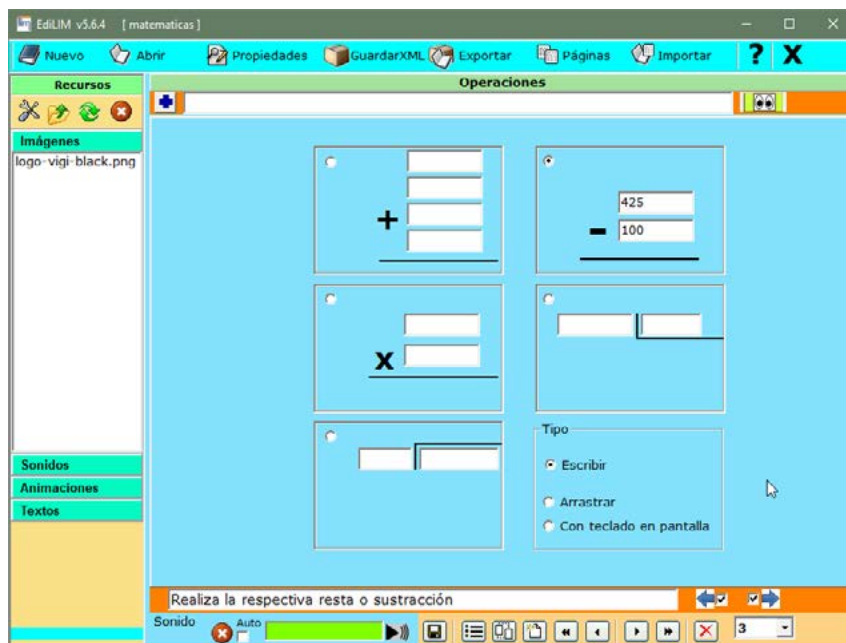 EdiLIM v5.6.4 [ matematicas ]
Nuevo Abrir Propiedades GuardarXML Exportar Páginas Importar ? X
Recursos
Operaciones
Imágenes
logo-vigi-black.png
+
425
- 100
X
Tipo
Escribir
Arrastrar
Con teclado en pantalla
Sonidos
Animaciones
Textos
Realiza la respectiva resta o sustracción
Sonido Auto 3